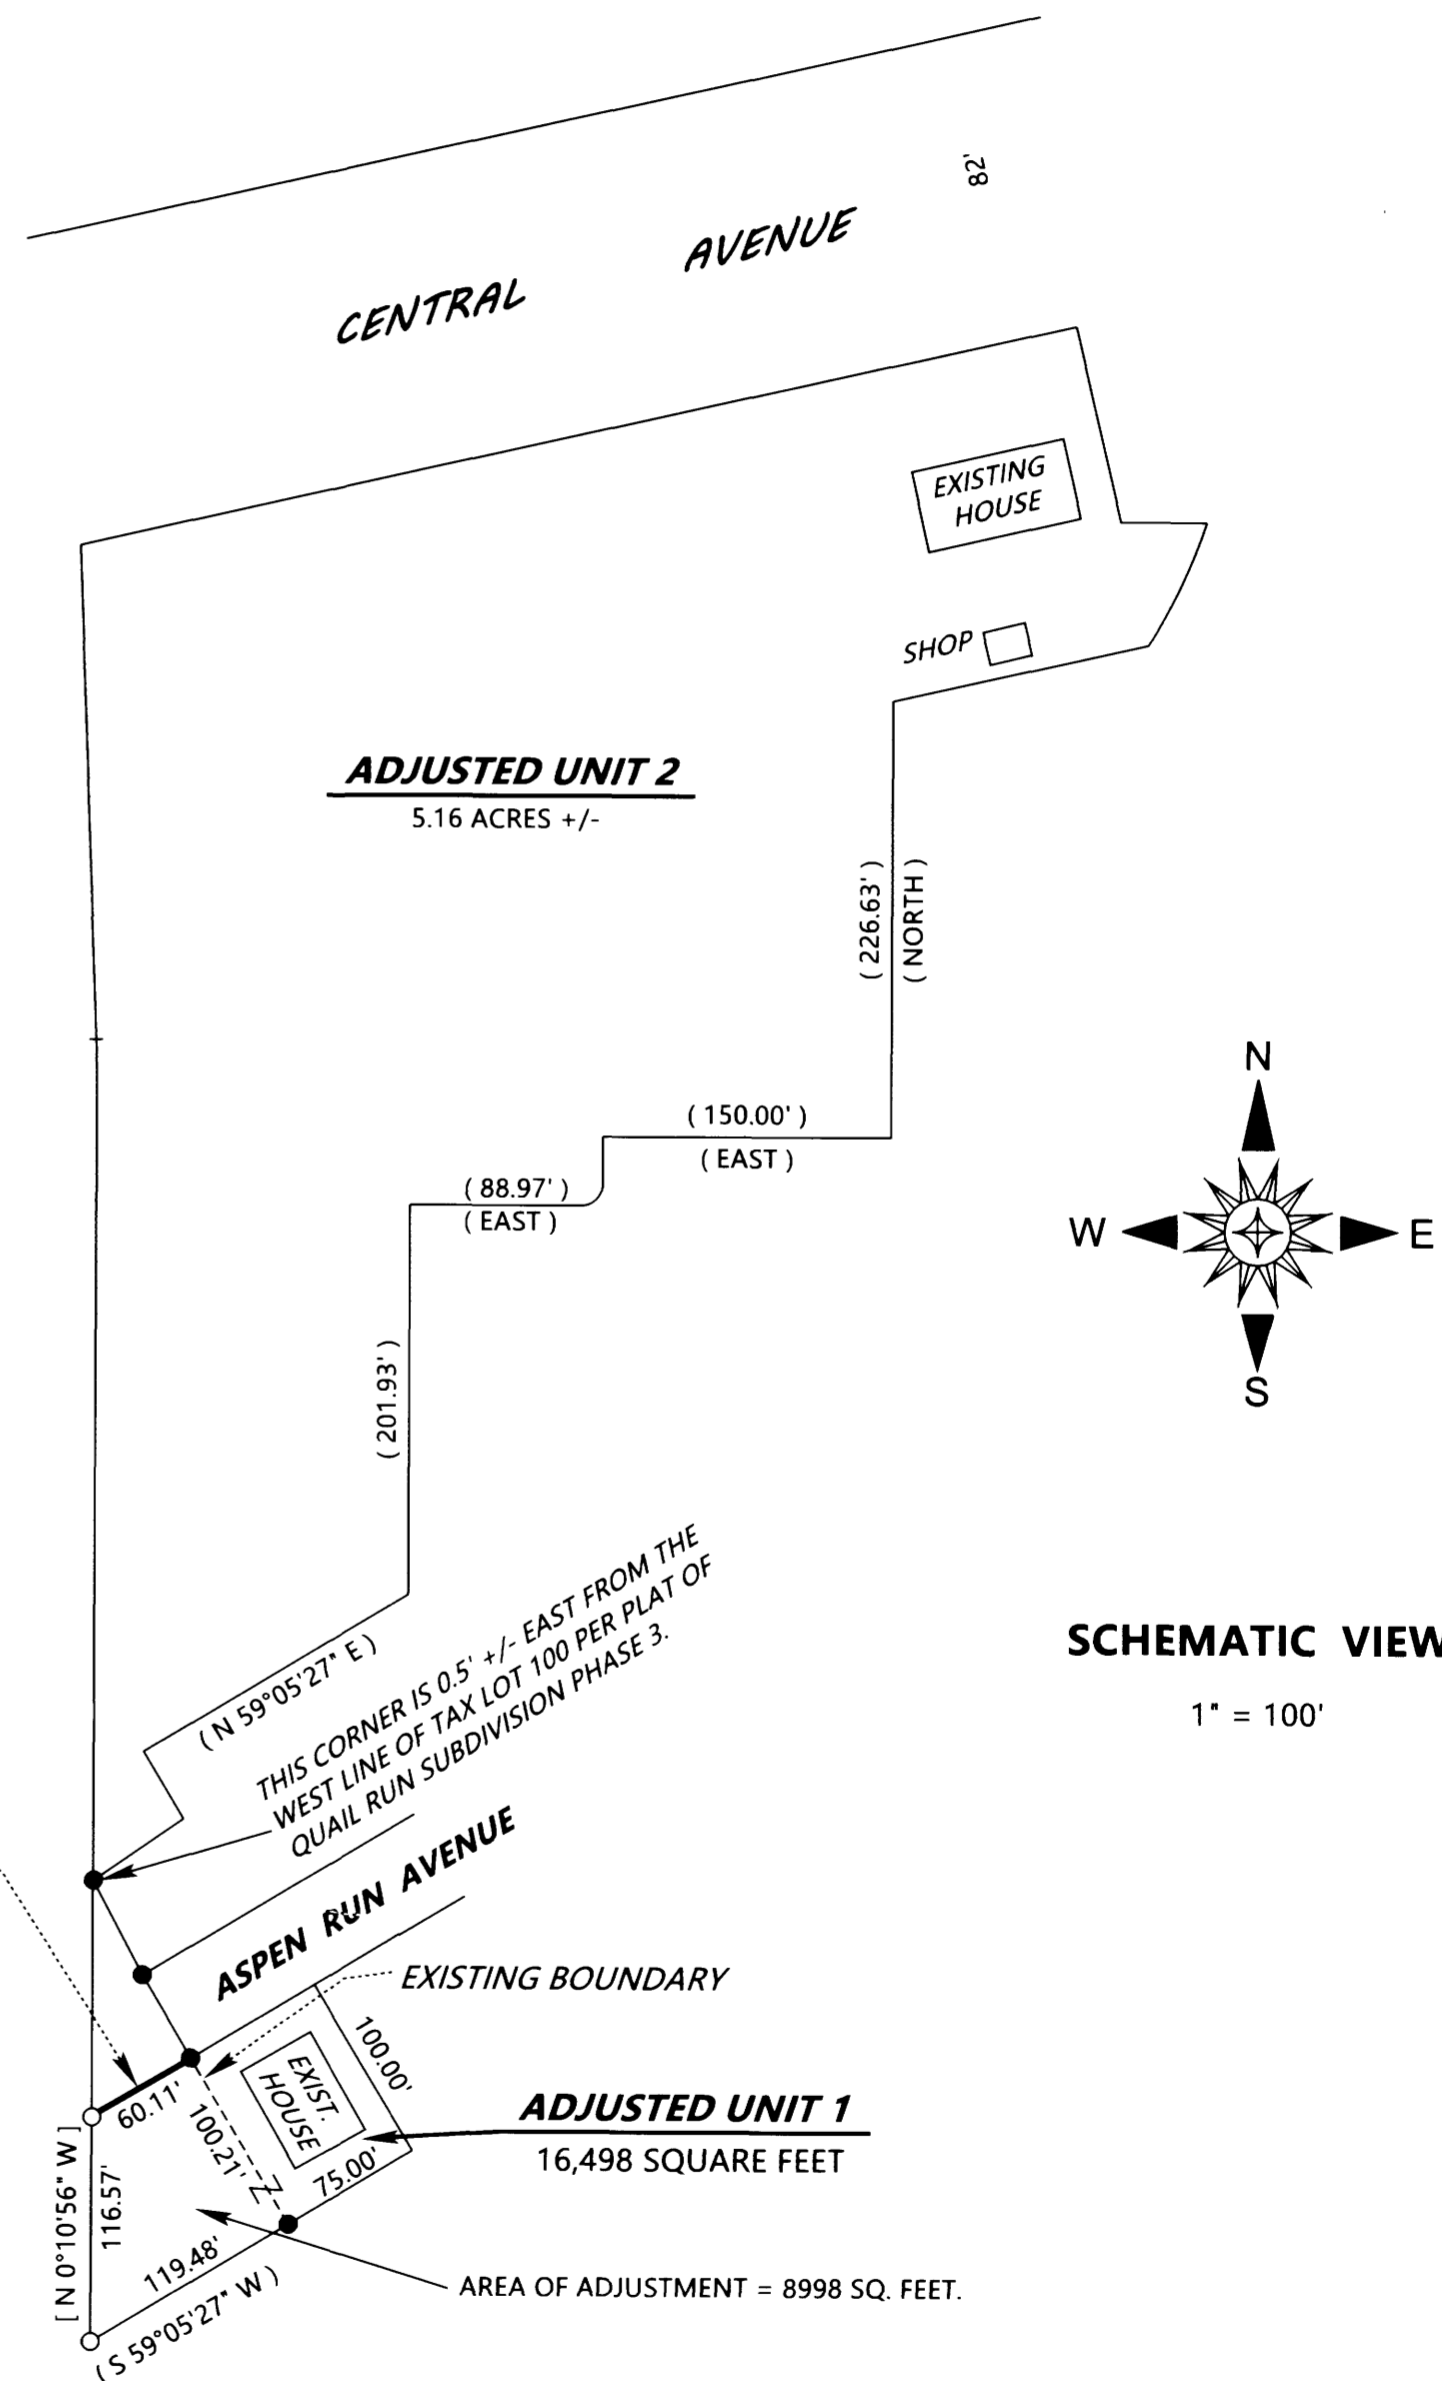 82'
CENTRAL AVENUE
EXISTING
HOUSE
SHOP
ADJUSTED UNIT 2
5.16 ACRES +/-
( 226.63' )
( NORTH )
N
W
E
S
( 150.00' )
( EAST )
( 88.97' )
( EAST )
( 201.93' )
SCHEMATIC VIEW
1" = 100'
( N 59°05'27" E )
THIS CORNER IS 0.5' +/- EAST FROM THE
WEST LINE OF TAX LOT 100 PER PLAT OF
QUAIL RUN SUBDIVISION PHASE 3.
ASPEN RUN AVENUE
EXISTING BOUNDARY
100.00'
EXIST.
HOUSE
60.11'
100.21'
ADJUSTED UNIT 1
16,498 SQUARE FEET
75.00'
[ N 0°10'56" W ]
116.57'
119.48'
( S 59°05'27" W )
AREA OF ADJUSTMENT = 8998 SQ. FEET.